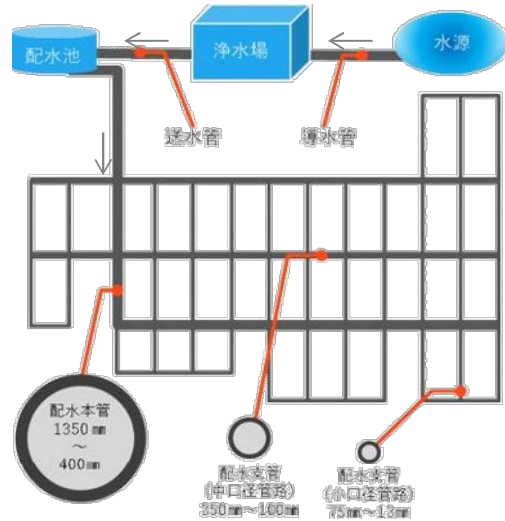 配水池
浄水場
水源
送水管
導水管
配水本管
1350㎜
～
400㎜
配水支管
(中口径管路)
350㎜～100㎜
配水支管
(小口径管路)
75㎜～13㎜